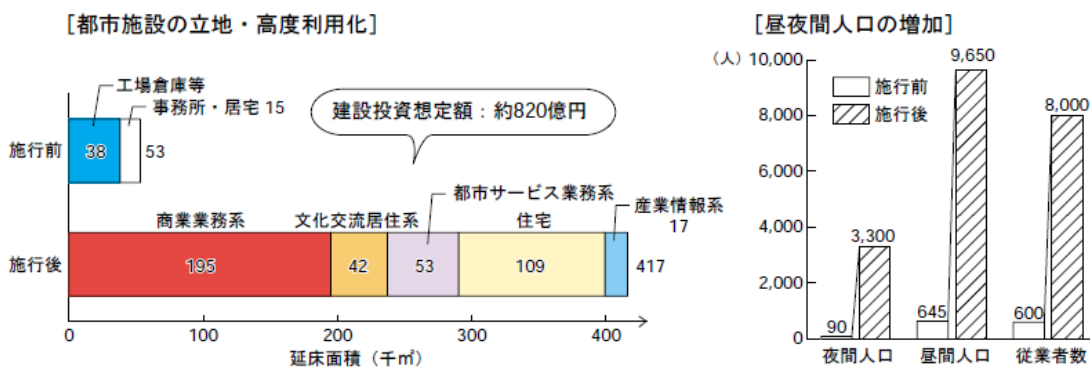 [都市施設の立地・高度利用化]
工場倉庫等
事務所・居宅 15
建設投資想定額：約820億円
施行前
38
53
都市サービス業務系
産業情報系
17
商業業務系
文化交流居住系
住宅
施行後
195
42
53
109
417
0
100
200
300
400
延床面積（千㎡）
[昼夜間人口の増加]
（人）
10,000
8,000
6,000
4,000
2,000
0
施行前
施行後
90
3,300
645
9,650
600
8,000
夜間人口
昼間人口
従業者数